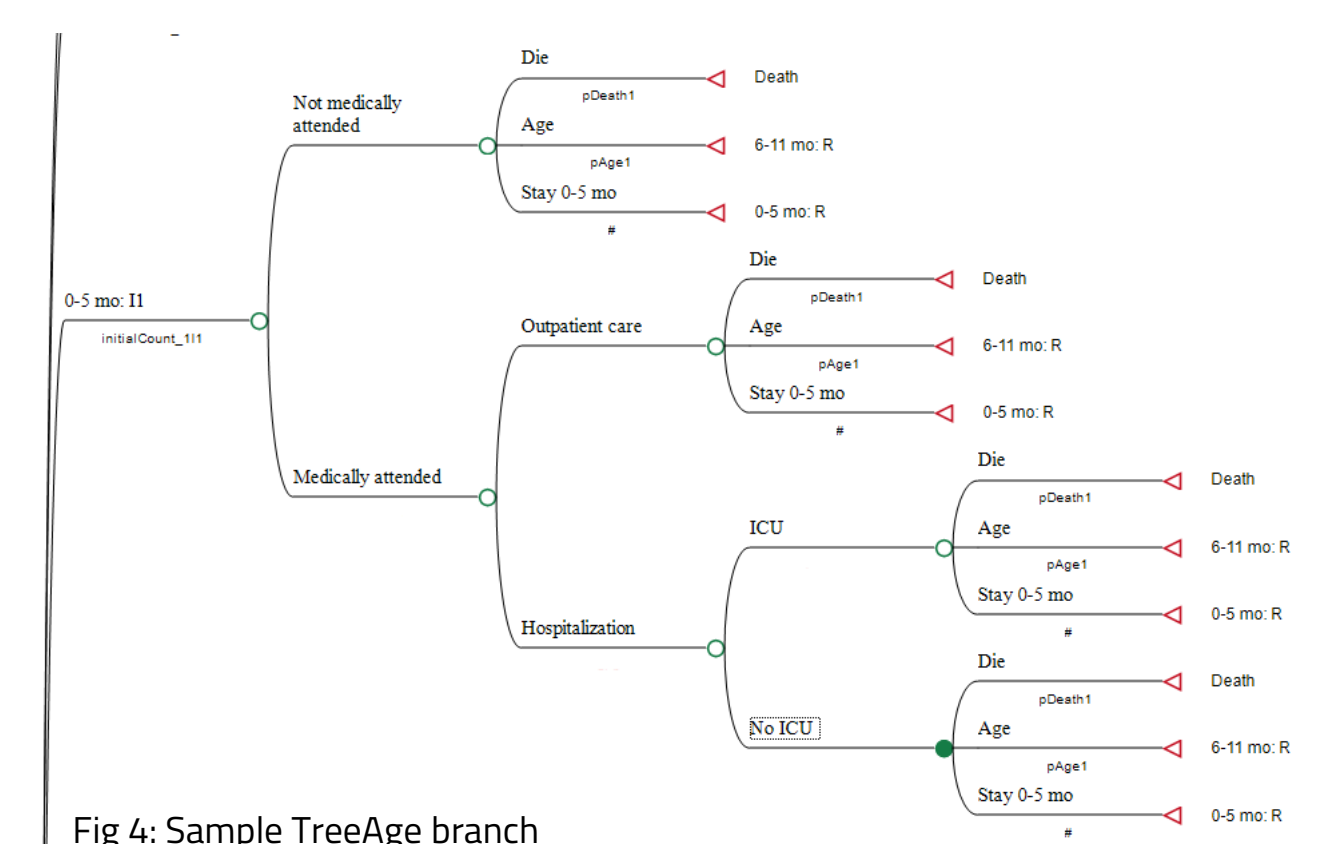 Die
pDeath1
Death
Not medically
attended
Age
pAge1
6-11 mo: R
Stay 0-5 mo
#
0-5 mo: R
0-5 mo: I1
initialCount_1I1
Die
pDeath1
Death
Outpatient care
Age
pAge1
6-11 mo: R
Stay 0-5 mo
#
0-5 mo: R
Medically attended
Die
pDeath1
Death
ICU
Age
pAge1
6-11 mo: R
Stay 0-5 mo
#
0-5 mo: R
Hospitalization
Die
pDeath1
Death
No ICU
Age
pAge1
6-11 mo: R
Stay 0-5 mo
#
0-5 mo: R
Fig 4: Sample TreeAge branch